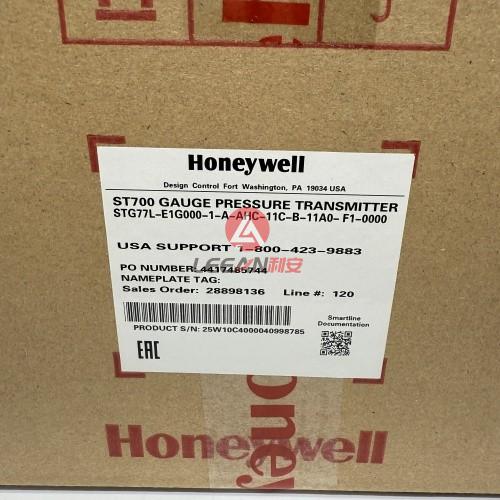 Honeywell
Design Control Fort Washington, PA 19034 USA
ST700 GAUGE PRESSURE TRANSMITTER
STG77L-E1G000-1-A-AHC-11C-B-11A0- F1-0000
USA SUPPORT 1-800-423-9883
LEEAN利安
PO NUMBER: 4417485744
NAMEPLATE TAG:
Sales Order: 28898136 Line #: 120
Smartline
Documentation
PRODUCT S/N: 25W10C4000040998785
EAC
oney
Honeywell